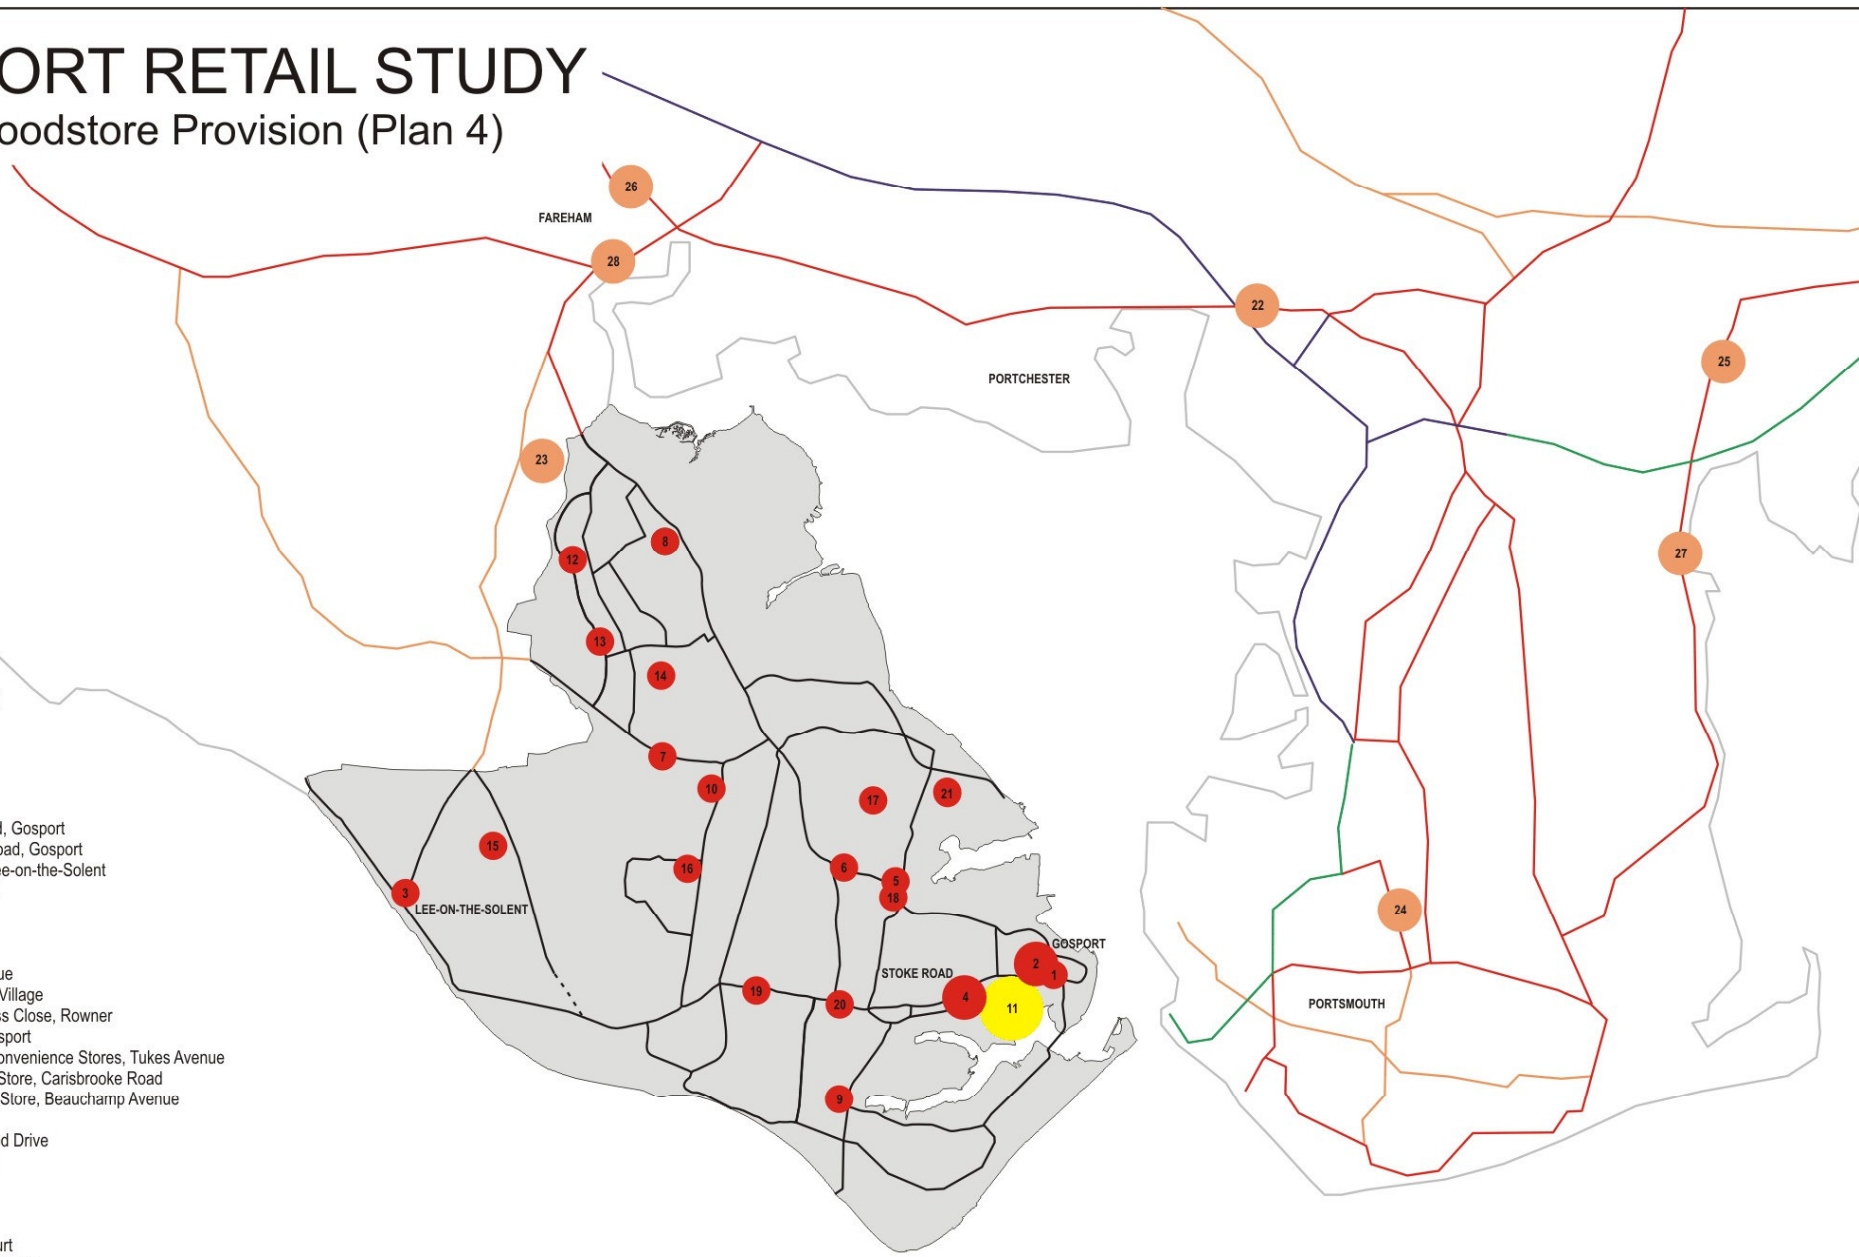 ORT RETAIL STUDY
oodstore Provision (Plan 4)
26
FAREHAM
28
22
25
PORTCHESTER
23
8
12
27
13
14
7
10
17
21
15
6
16
5
3
18
LEE-ON-THE-SOLENT
24
GOSPORT
2
STOKE ROAD
1
19
4
20
11
PORTSMOUTH
9
d, Gosport
oad, Gosport
ee-on-the-Solent
ue
Village
ss Close, Rowner
sport
onvenience Stores, Tukes Avenue
Store, Carisbrooke Road
Store, Beauchamp Avenue
d Drive
urt